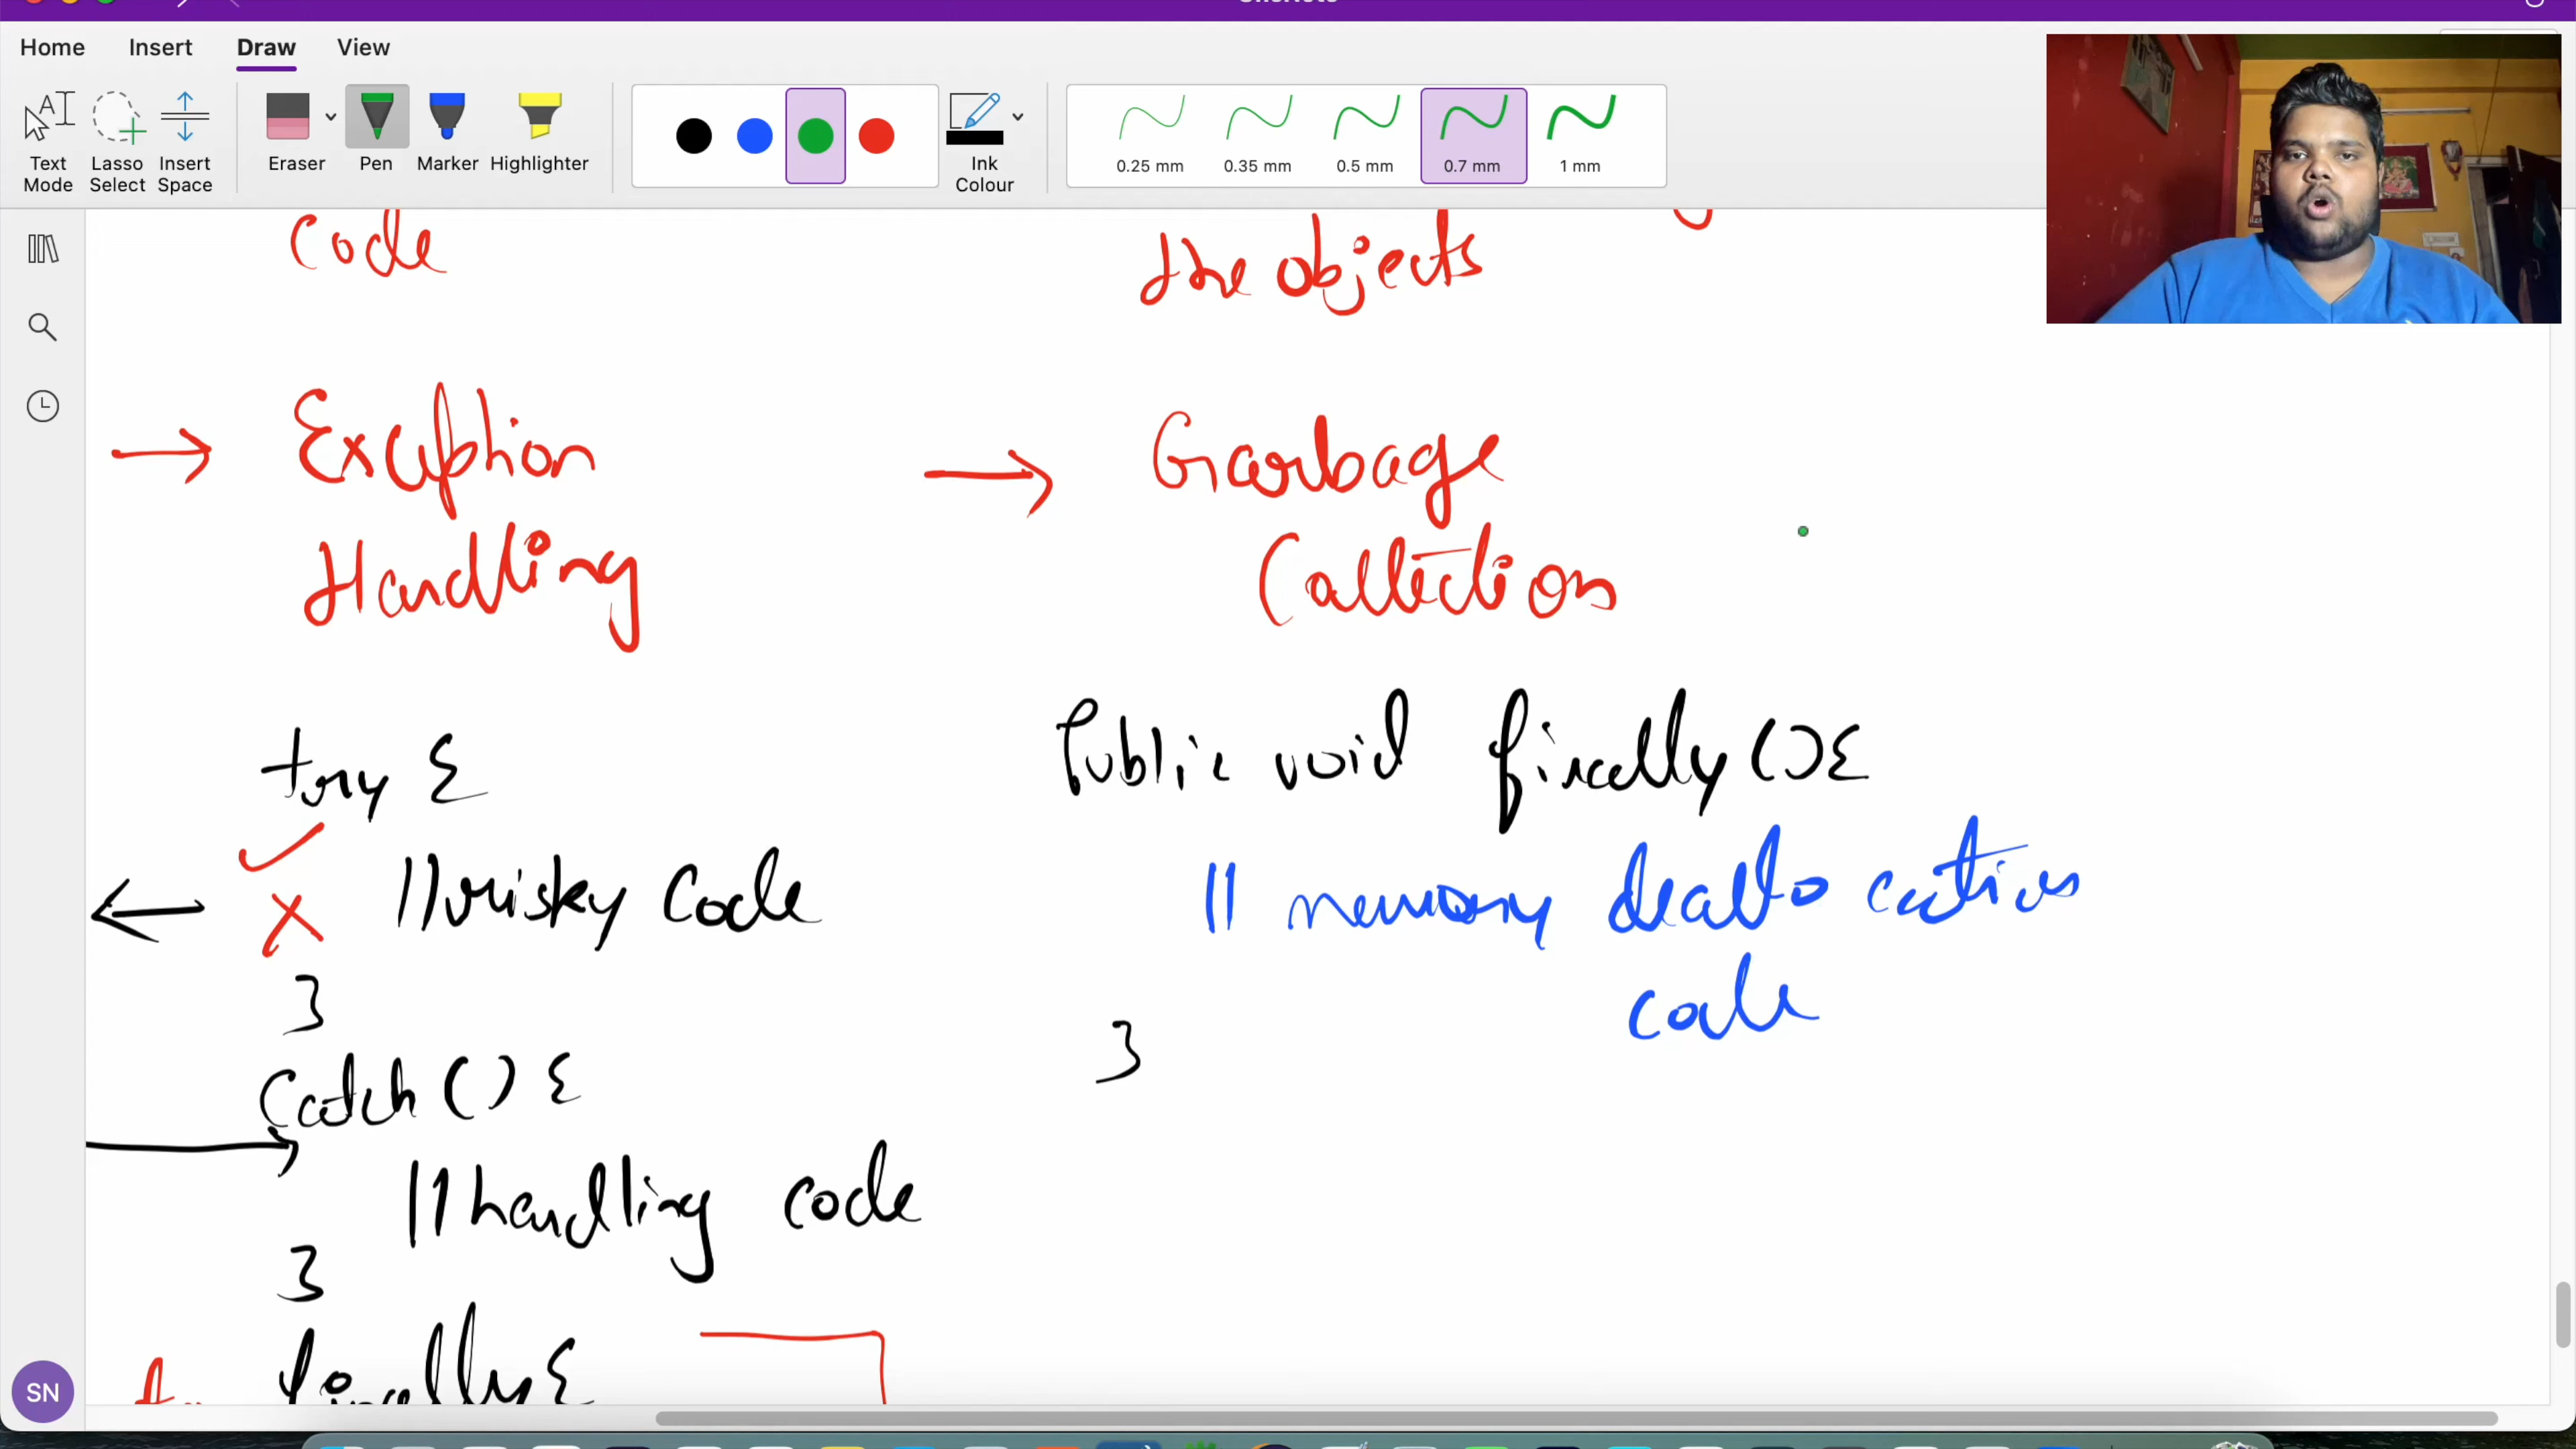 Home Insert Draw View
Text Mode
Lasso Select
Insert Space
Eraser
Pen
Marker
Highlighter
Ink Colour
0.25 mm
0.35 mm
0.5 mm
0.7 mm
1 mm
Code
the objects
→ Exception
Handling
→ Garbage
Collection
try {
// risky Code
}
Catch () {
// handling code
}
finally {
Public void finally () {
// memory deallocation
code
}
SN